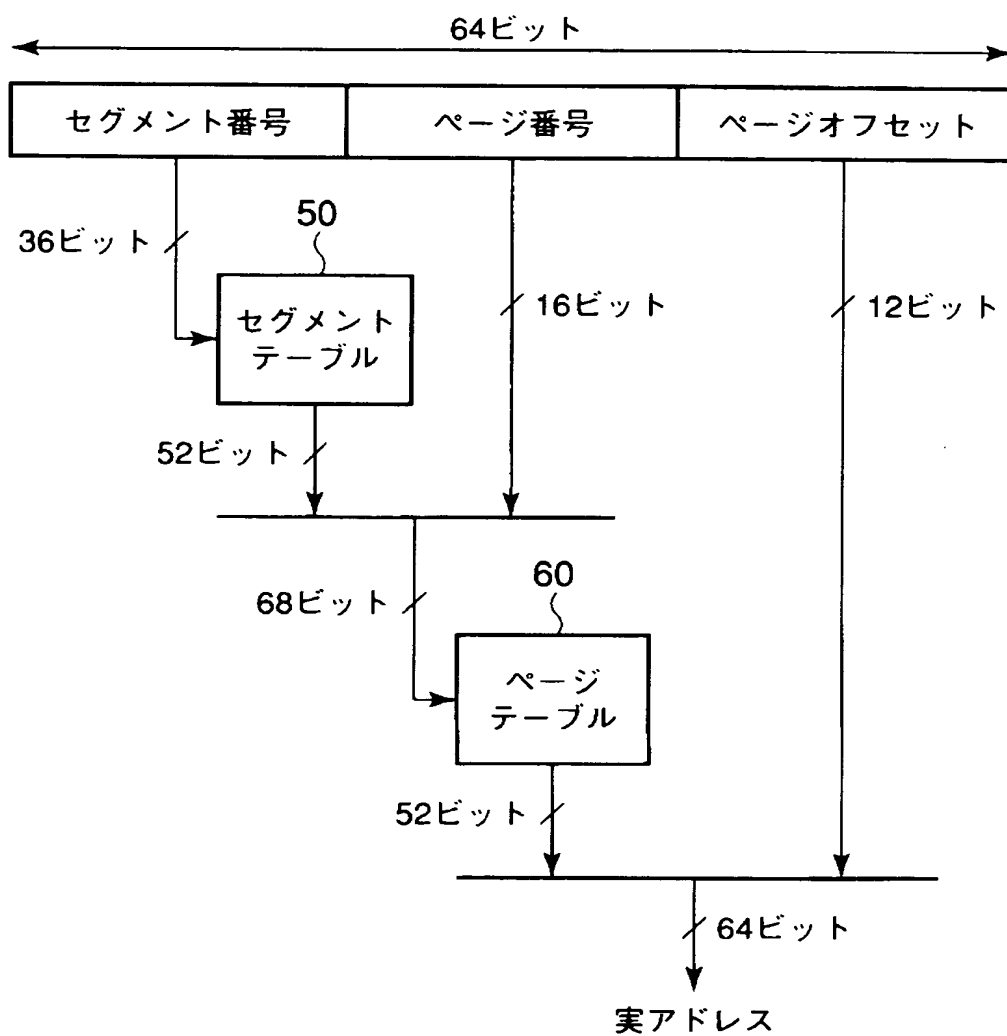 64ビット
セグメント番号
ページ番号
ページオフセット
50
36ビット
セグメント
テーブル
16ビット
12ビット
52ビット
60
68ビット
ページ
テーブル
52ビット
64ビット
実アドレス